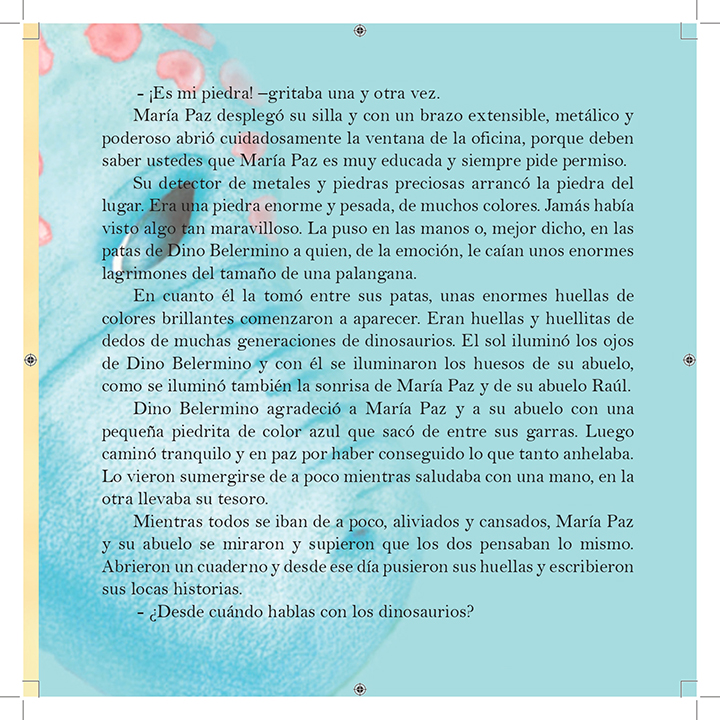 - ¡Es mi piedra! –gritaba una y otra vez.
María Paz desplegó su silla y con un brazo extensible, metálico y
poderoso abrió cuidadosamente la ventana de la oficina, porque deben
saber ustedes que María Paz es muy educada y siempre pide permiso.
Su detector de metales y piedras preciosas arrancó la piedra del
lugar. Era una piedra enorme y pesada, de muchos colores. Jamás había
visto algo tan maravilloso. La puso en las manos o, mejor dicho, en las
patas de Dino Belermino a quien, de la emoción, le caían unos enormes
lagrimones del tamaño de una palangana.
En cuanto él la tomó entre sus patas, unas enormes huellas de
colores brillantes comenzaron a aparecer. Eran huellas y huellitas de
dedos de muchas generaciones de dinosaurios. El sol iluminó los ojos
de Dino Belermino y con él se iluminaron los huesos de su abuelo,
como se iluminó también la sonrisa de María Paz y de su abuelo Raúl.
Dino Belermino agradeció a María Paz y a su abuelo con una
pequeña piedrita de color azul que sacó de entre sus garras. Luego
caminó tranquilo y en paz por haber conseguido lo que tanto anhelaba.
Lo vieron sumergirse de a poco mientras saludaba con una mano, en la
otra llevaba su tesoro.
Mientras todos se iban de a poco, aliviados y cansados, María Paz
y su abuelo se miraron y supieron que los dos pensaban lo mismo.
Abrieron un cuaderno y desde ese día pusieron sus huellas y escribieron
sus locas historias.
- ¿Desde cuándo hablas con los dinosaurios?